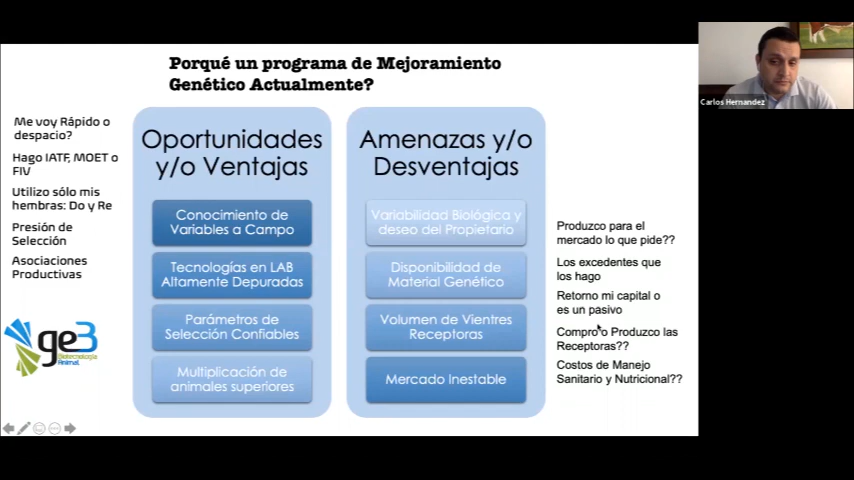 Porqué un programa de Mejoramiento
Genético Actualmente?
Me voy Rápido o
despacio?
Hago IATF, MOET o
FIV
Utilizo sólo mis
hembras: Do y Re
Presión de
Selección
Asociaciones
Productivas
ge3
Biotecnología
Animal
Oportunidades
y/o Ventajas
Conocimiento de
Variables a Campo
Tecnologías en LAB
Altamente Depuradas
Parámetros de
Selección Confiables
Multiplicación de
animales superiores
Amenazas y/o
Desventajas
Variabilidad Biológica y
deseo del Propietario
Disponibilidad de
Material Genético
Volumen de Vientres
Receptoras
Mercado Inestable
Produzco para el
mercado lo que pide??
Los excedentes que
los hago
Retorno mi capital o
es un pasivo
Compro o Produzco las
Receptoras??
Costos de Manejo
Sanitario y Nutricional??
Carlos Hernandez